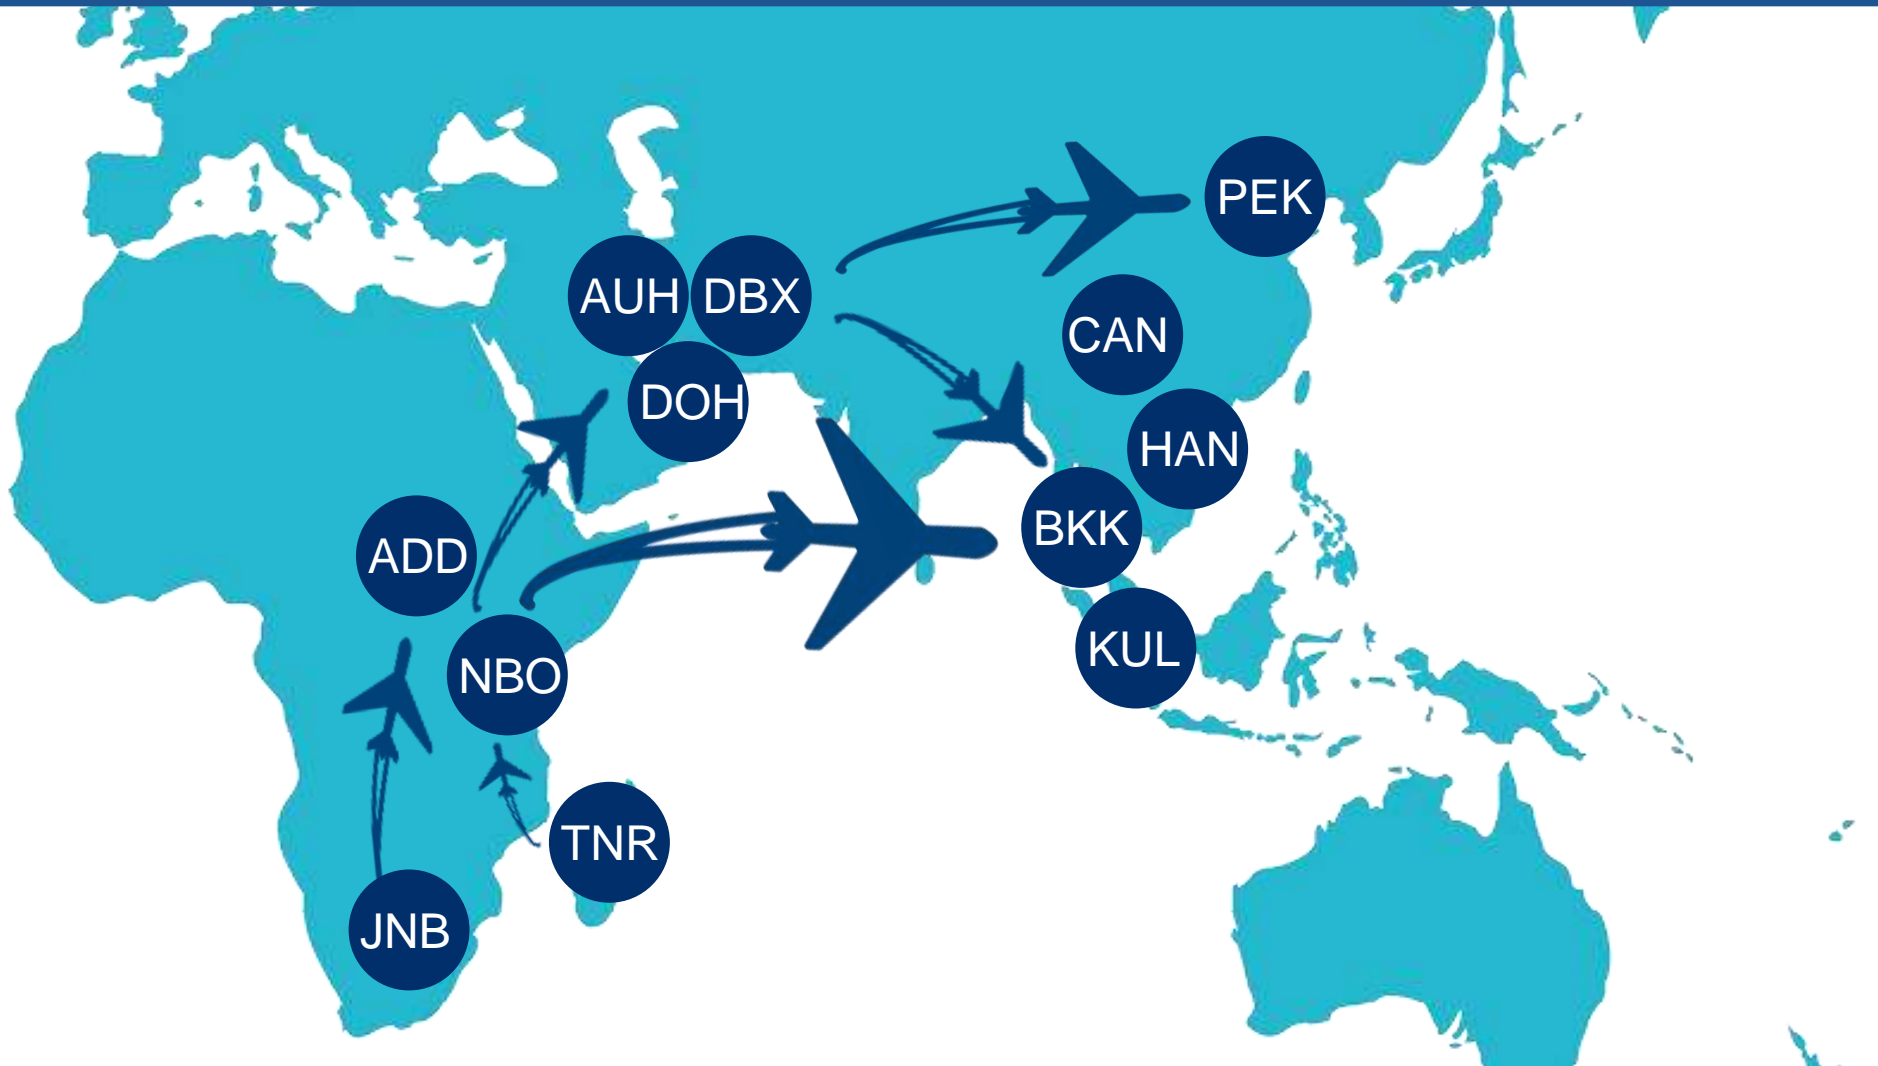 PEK
AUH
DBX
CAN
DOH
HAN
BKK
ADD
KUL
NBO
TNR
JNB